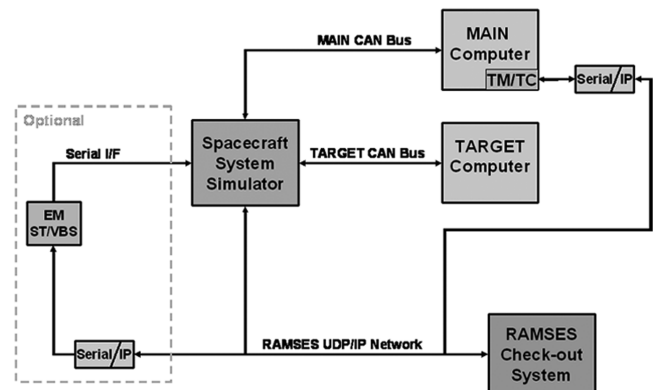 MAIN CAN Bus
MAIN
Computer
TM/TC
Serial/IP
Optional
Serial I/F
Spacecraft
System
Simulator
TARGET CAN Bus
TARGET
Computer
EM
ST/VBS
Serial/IP
RAMSES UDP/IP Network
RAMSES
Check-out
System